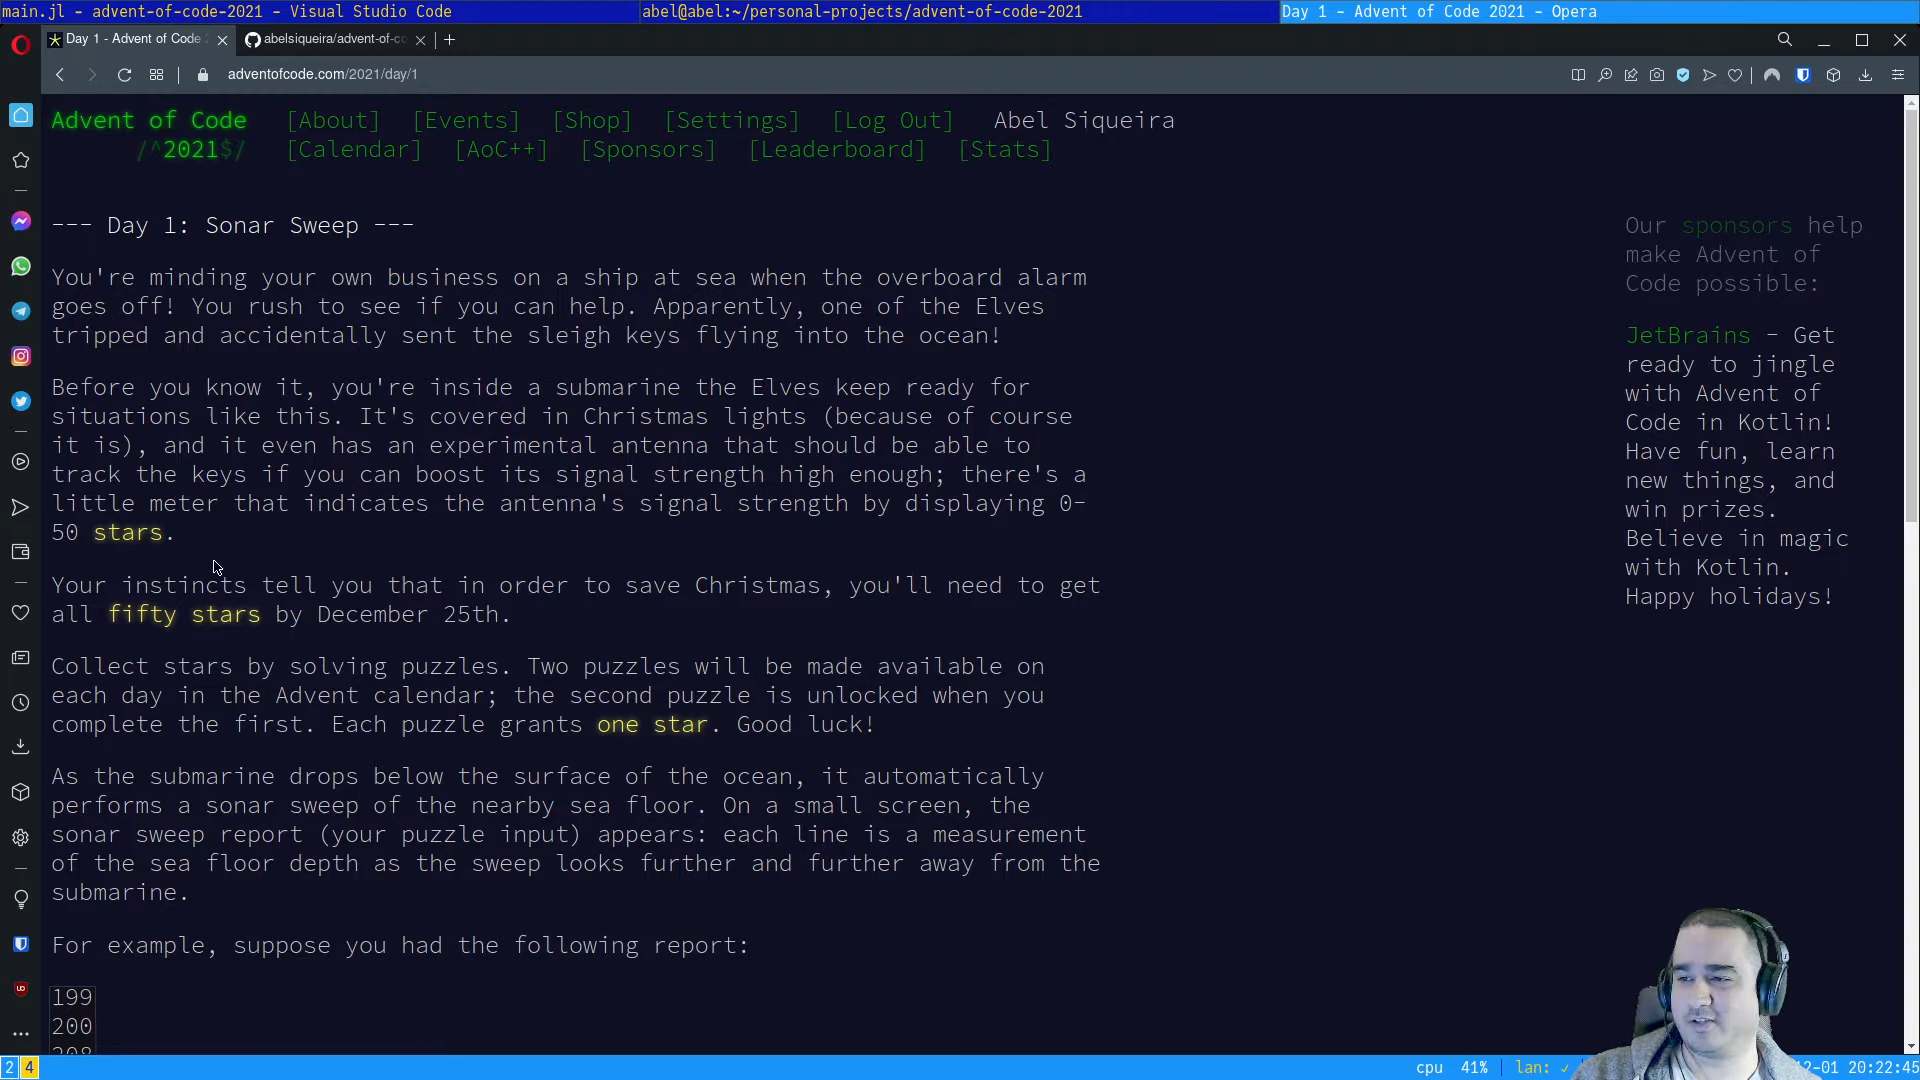 main.jl - advent-of-code-2021 - Visual Studio Code
abel@abel:~/personal-projects/advent-of-code-2021
Day 1 - Advent of Code 2021 - Opera
Day 1 - Advent of Code
abelsiqueira/advent-of-co
adventofcode.com/2021/day/1
Advent of Code [About] [Events] [Shop] [Settings] [Log Out] Abel Siqueira
/^2021$/ [Calendar] [AoC++] [Sponsors] [Leaderboard] [Stats]
--- Day 1: Sonar Sweep ---
You're minding your own business on a ship at sea when the overboard alarm
goes off! You rush to see if you can help. Apparently, one of the Elves
tripped and accidentally sent the sleigh keys flying into the ocean!
Before you know it, you're inside a submarine the Elves keep ready for
situations like this. It's covered in Christmas lights (because of course
it is), and it even has an experimental antenna that should be able to
track the keys if you can boost its signal strength high enough; there's a
little meter that indicates the antenna's signal strength by displaying 0-
50 stars.
Your instincts tell you that in order to save Christmas, you'll need to get
all fifty stars by December 25th.
Collect stars by solving puzzles. Two puzzles will be made available on
each day in the Advent calendar; the second puzzle is unlocked when you
complete the first. Each puzzle grants one star. Good luck!
As the submarine drops below the surface of the ocean, it automatically
performs a sonar sweep of the nearby sea floor. On a small screen, the
sonar sweep report (your puzzle input) appears: each line is a measurement
of the sea floor depth as the sweep looks further and further away from the
submarine.
For example, suppose you had the following report:
199
200
208
Our sponsors help
make Advent of
Code possible:
JetBrains - Get
ready to jingle
with Advent of
Code in Kotlin!
Have fun, learn
new things, and
win prizes.
Believe in magic
with Kotlin.
Happy holidays!
2 4
cpu 41% lan: ✓
2-01 20:22:45